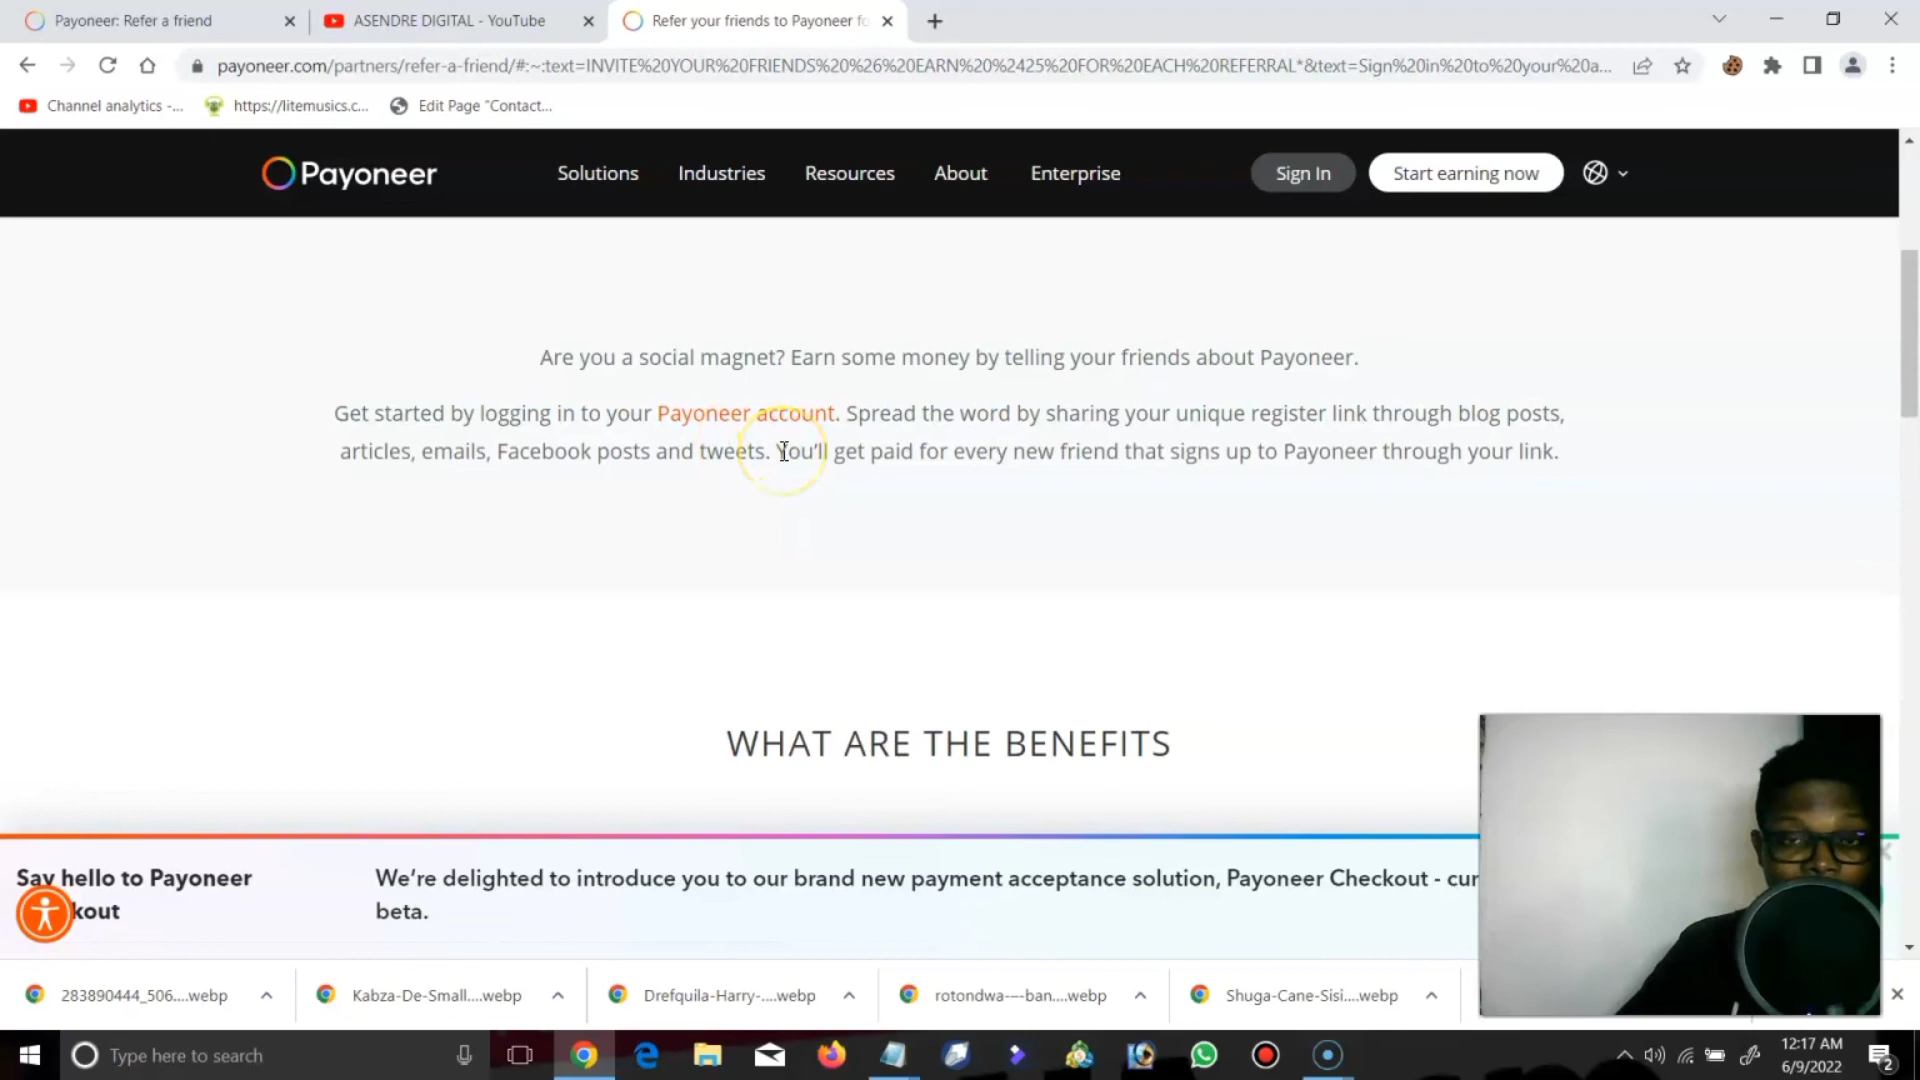 Payoneer: Refer a friend
ASENDRE DIGITAL - YouTube
Refer your friends to Payoneer fo
payoneer.com/partners/refer-a-friend/#:~:text=INVITE%20YOUR%20FRIENDS%20%26%20EARN%20%2425%20FOR%20EACH%20REFERRAL*&text=Sign%20in%20to%20your%20a...
Channel analytics -...
https://litemusics.c...
Edit Page "Contact...
Payoneer
Solutions
Industries
Resources
About
Enterprise
Sign In
Start earning now
Are you a social magnet? Earn some money by telling your friends about Payoneer.
Get started by logging in to your Payoneer account. Spread the word by sharing your unique register link through blog posts,
articles, emails, Facebook posts and tweets. You'll get paid for every new friend that signs up to Payoneer through your link.
WHAT ARE THE BENEFITS
Say hello to Payoneer
kout
We're delighted to introduce you to our brand new payment acceptance solution, Payoneer Checkout - cur
beta.
283890444_506....webp
Kabza-De-Small....webp
Drefquila-Harry-....webp
rotondwa-–-ban....webp
Shuga-Cane-Sisi....webp
Type here to search
12:17 AM
6/9/2022
2